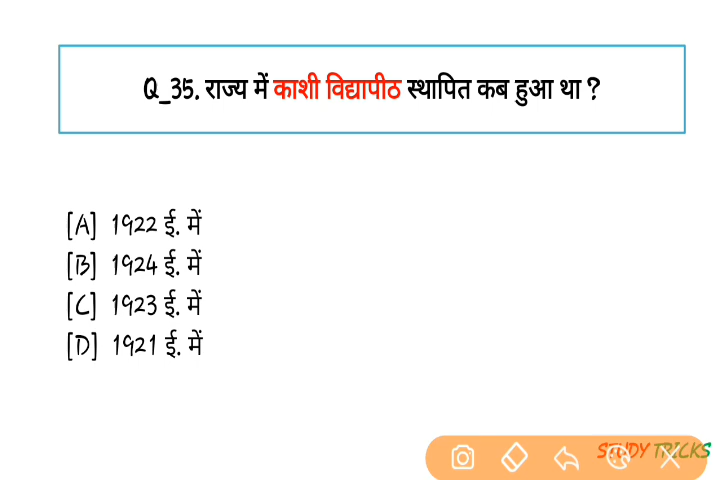 Q_35. राज्य में काशी विद्यापीठ स्थापित कब हुआ था ?
[A] 1922 ई. में
[B] 1924 ई. में
[C] 1923 ई. में
[D] 1921 ई. में
STUDY TRICKS